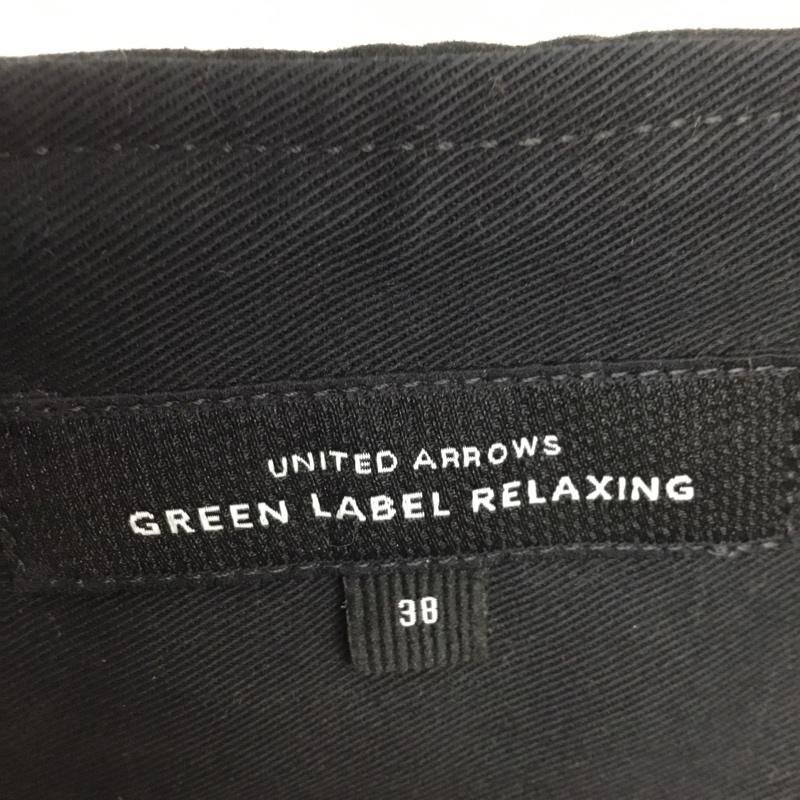 UNITED ARROWS
GREEN LABEL RELAXING
38